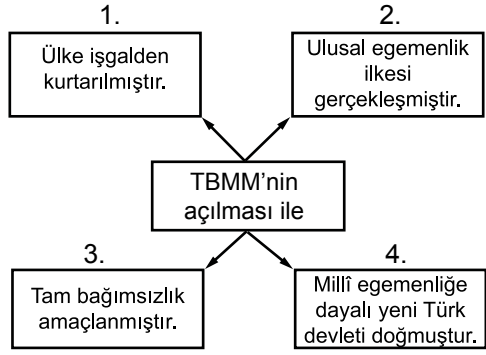 1.
Ülke işgalden
kurtarılmıştır.
2.
Ulusal egemenlik
ilkesi
gerçekleşmiştir.
TBMM'nin
açılması ile
3.
Tam bağımsızlık
amaçlanmıştır.
4.
Millî egemenliğe
dayalı yeni Türk
devleti doğmuştur.